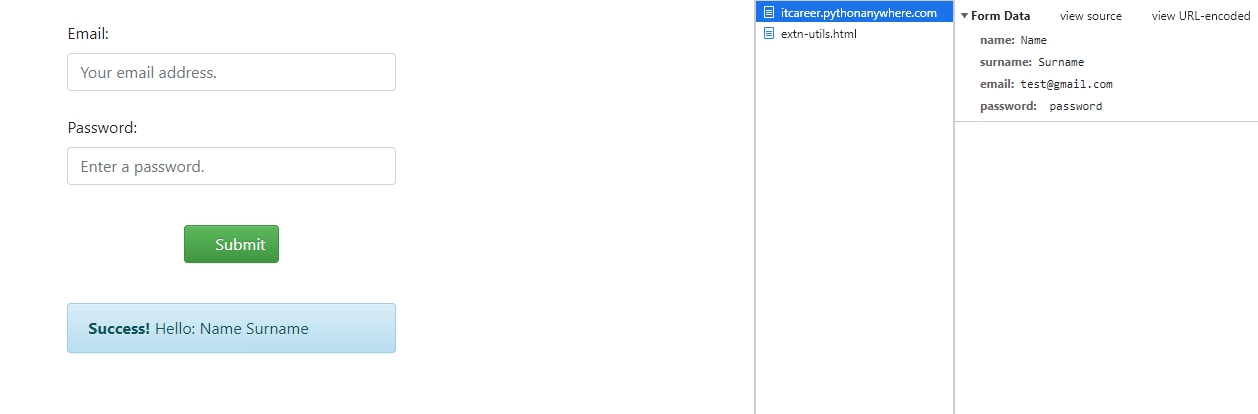 Email:
Your email address.
Password:
Enter a password.
Submit
Success! Hello: Name Surname
itcareer.pythonanywhere.com
extn-utils.html
Form Data view source view URL-encoded
name: Name
surname: Surname
email: test@gmail.com
password: password